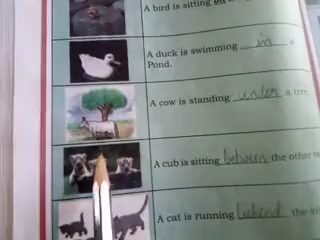 A bird is sitting on
A duck is swimming in a
Pond.
A cow is standing under a tree
A cub is sitting between the other
A cat is running behind the